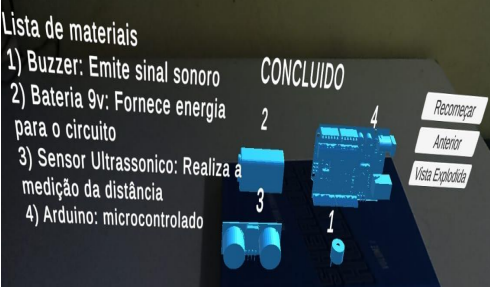 Lista de materiais
1) Buzzer: Emite sinal sonoro
2) Bateria 9v: Fornece energia
para o circuito
3) Sensor Ultrassonico: Realiza a
medição da distância
4) Arduino: microcontrolado
CONCLUIDO
2
4
3
1
Recomeçar
Anterior
Vista Explodida